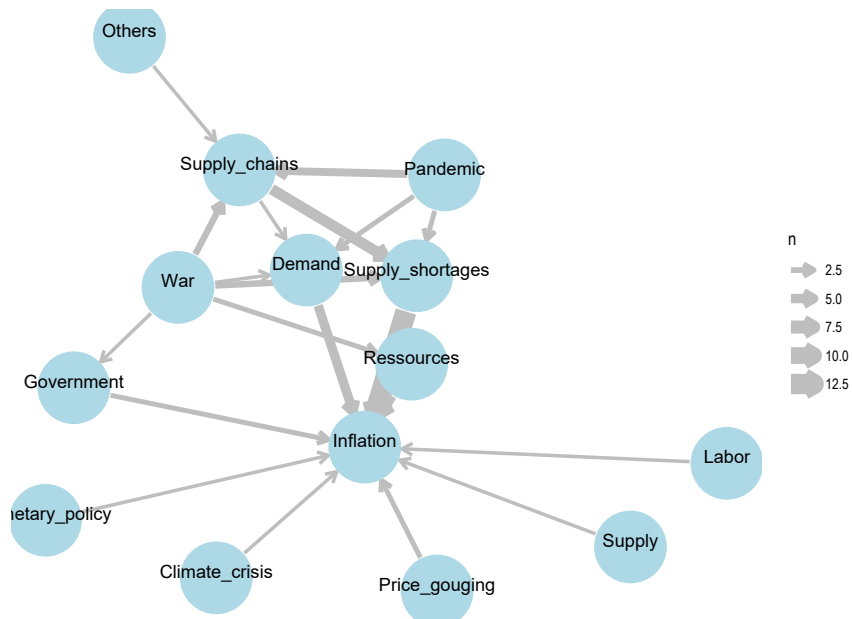 Others
Supply_chains
Pandemic
n
War
Demand
Supply_shortages
2.5
5.0
7.5
10.0
12.5
Government
Ressources
Inflation
Labor
netary_policy
Supply
Climate_crisis
Price_gouging